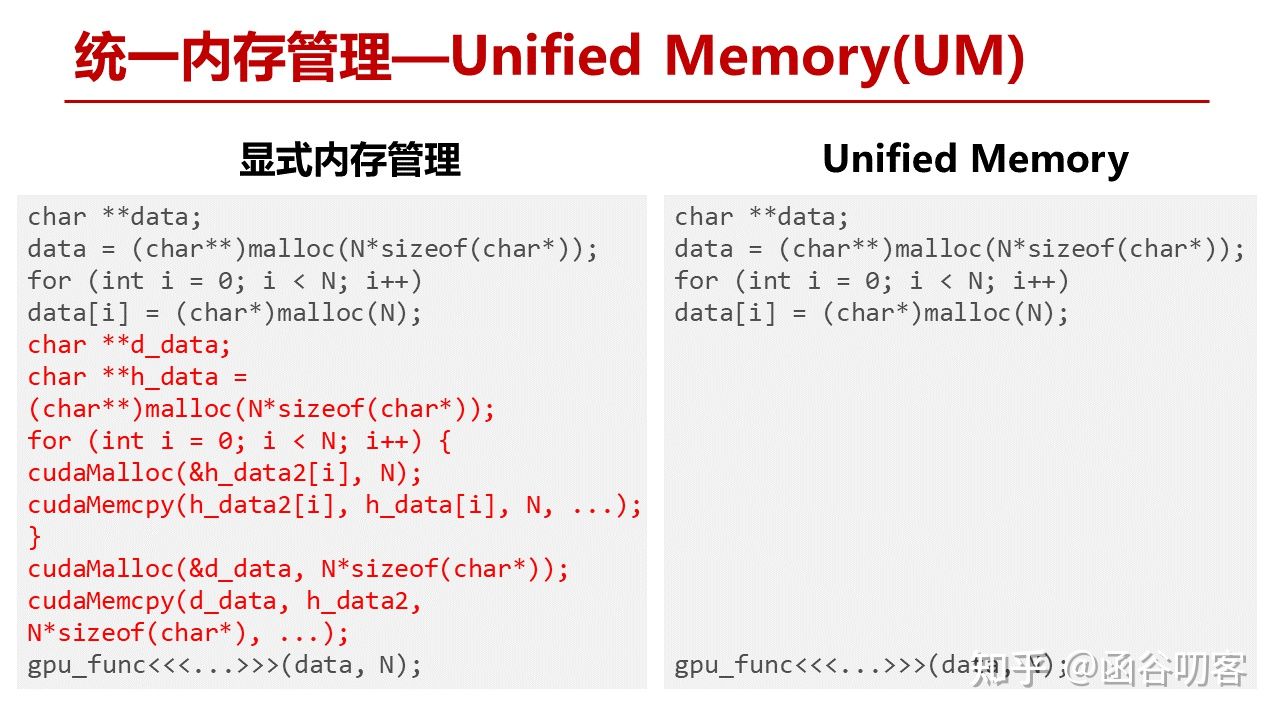 统一内存管理—Unified Memory(UM)
显式内存管理
char **data;
data = (char**)malloc(N*sizeof(char*));
for (int i = 0; i < N; i++)
data[i] = (char*)malloc(N);
char **d_data;
char **h_data =
(char**)malloc(N*sizeof(char*));
for (int i = 0; i < N; i++) {
cudaMalloc(&h_data2[i], N);
cudaMemcpy(h_data2[i], h_data[i], N, ...);
}
cudaMalloc(&d_data, N*sizeof(char*));
cudaMemcpy(d_data, h_data2,
N*sizeof(char*), ...);
gpu_func<<<...>>>(data, N);
Unified Memory
char **data;
data = (char**)malloc(N*sizeof(char*));
for (int i = 0; i < N; i++)
data[i] = (char*)malloc(N);
gpu_func<<<...>>>(data, N);
知乎 @函谷叨客